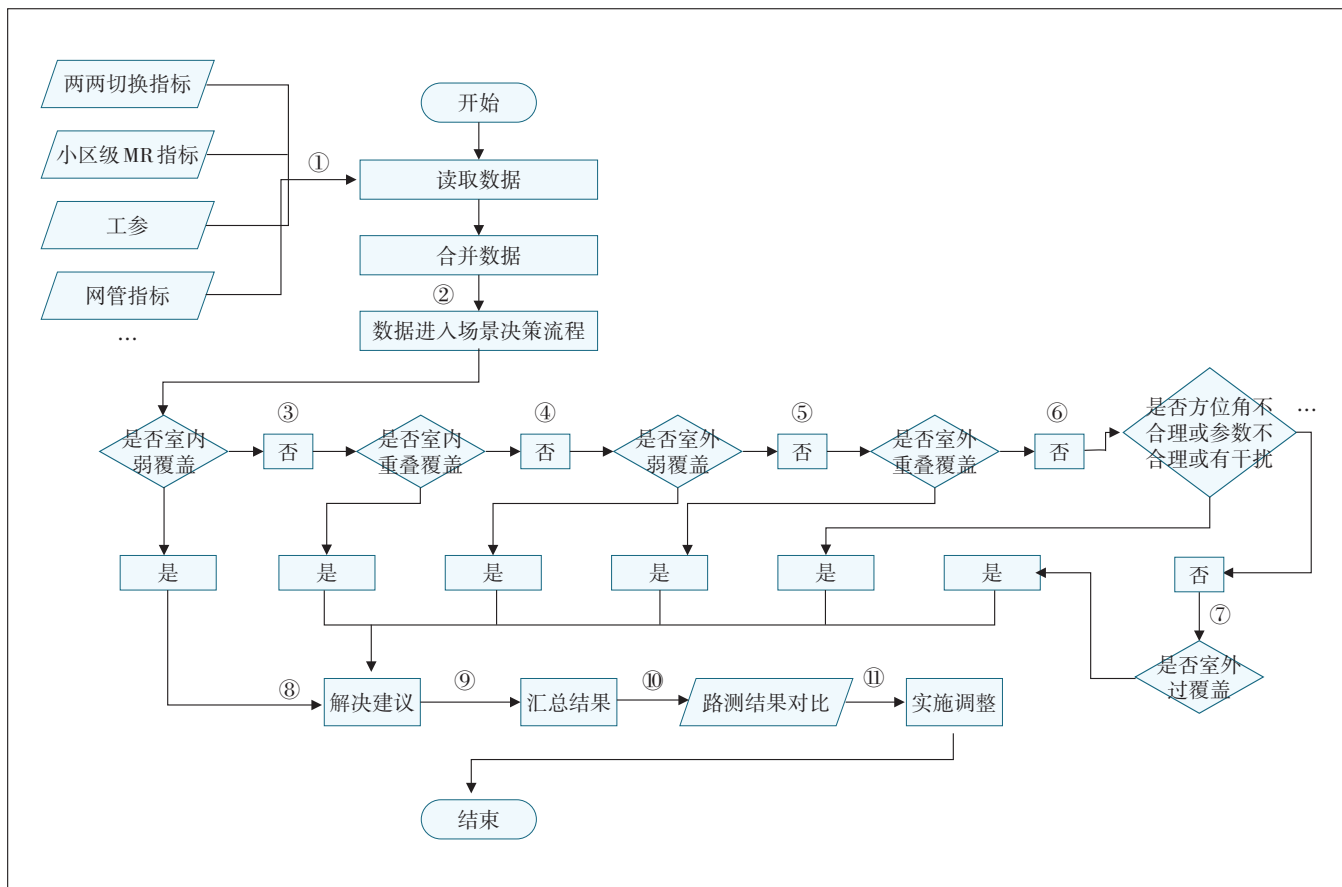 两两切换指标
小区级MR指标
工参
网管指标
…
①
开始
读取数据
合并数据
②
数据进入场景决策流程
是否室内
弱覆盖
③
否
是否室内
重叠覆盖
④
否
是否室外
弱覆盖
⑤
否
是否室外
重叠覆盖
⑥
否
是否方位角不
合理或参数不
合理或有干扰
…
是
是
是
是
是
是
否
⑦
是否室外
过覆盖
⑧
解决建议
⑨
汇总结果
⑩
路测结果对比
⑪
实施调整
结束